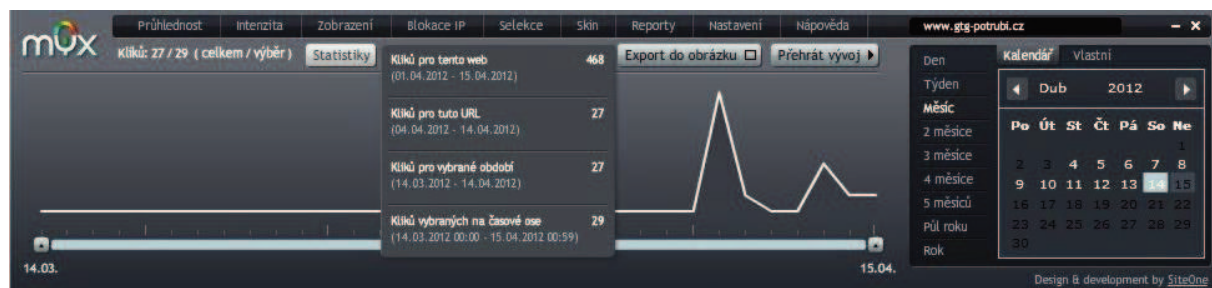 mux
Průhlednost Intenzita Zobrazení Blokace IP Selekce Skin Reporty Nastavení Nápověda
www.gtg-potrubi.cz
Kliků: 27 / 29 ( celkem / výběr )
Statistiky
Kliků pro tento web 468
(01.04.2012 - 15.04.2012)
Kliků pro tuto URL 27
(04.04.2012 - 14.04.2012)
Kliků pro vybrané období 27
(14.03.2012 - 14.04.2012)
Kliků vybraných na časové ose 29
(14.03.2012 00:00 - 15.04.2012 00:59)
Export do obrázku
Přehrát vývoj
14.03.
15.04.
Den
Týden
Měsíc
2 měsíce
3 měsíce
4 měsíce
5 měsíců
Půl roku
Rok
Kalendář Vlastní
Dub 2012
Po Út St Čt Pá So Ne
1
2 3 4 5 6 7 8
9 10 11 12 13 14 15
16 17 18 19 20 21 22
23 24 25 26 27 28 29
30
Design & development by SiteOne